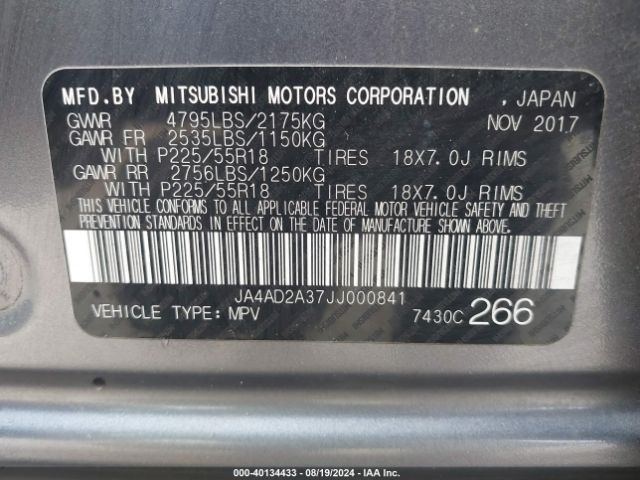 MFD.BY MITSUBISHI MOTORS CORPORATION , JAPAN
GVWR 4795LBS/2175KG NOV 2017
GAWR FR 2535LBS/1150KG
WITH P225/55R18 TIRES 18X7.0J RIMS
GAWR RR 2756LBS/1250KG
WITH P225/55R18 TIRES 18X7.0J RIMS
THIS VEHICLE CONFORMS TO ALL APPLICABLE FEDERAL MOTOR VEHICLE SAFETY AND THEFT
PREVENTION STANDARDS IN EFFECT ON THE DATE OF MANUFACTURE SHOWN ABOVE.
JA4AD2A37JJ000841
VEHICLE TYPE: MPV 7430C 266
000-40134433 - 08/19/2024 - IAA, Inc.